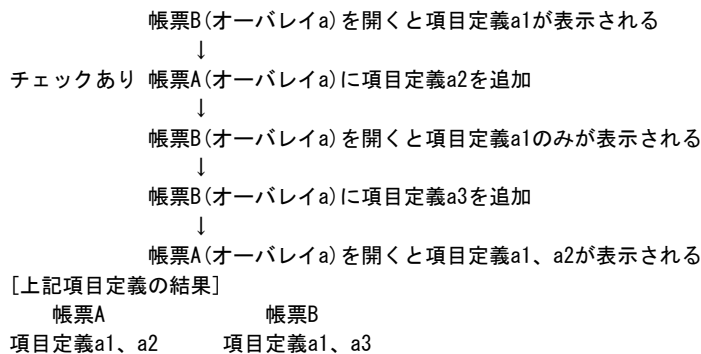 帳票B(オーバレイa)を開くと項目定義a1が表示される
↓
チェックあり 帳票A(オーバレイa)に項目定義a2を追加
↓
帳票B(オーバレイa)を開くと項目定義a1のみが表示される
↓
帳票B(オーバレイa)に項目定義a3を追加
↓
帳票A(オーバレイa)を開くと項目定義a1、a2が表示される
[上記項目定義の結果]
帳票A 帳票B
項目定義a1、a2 項目定義a1、a3